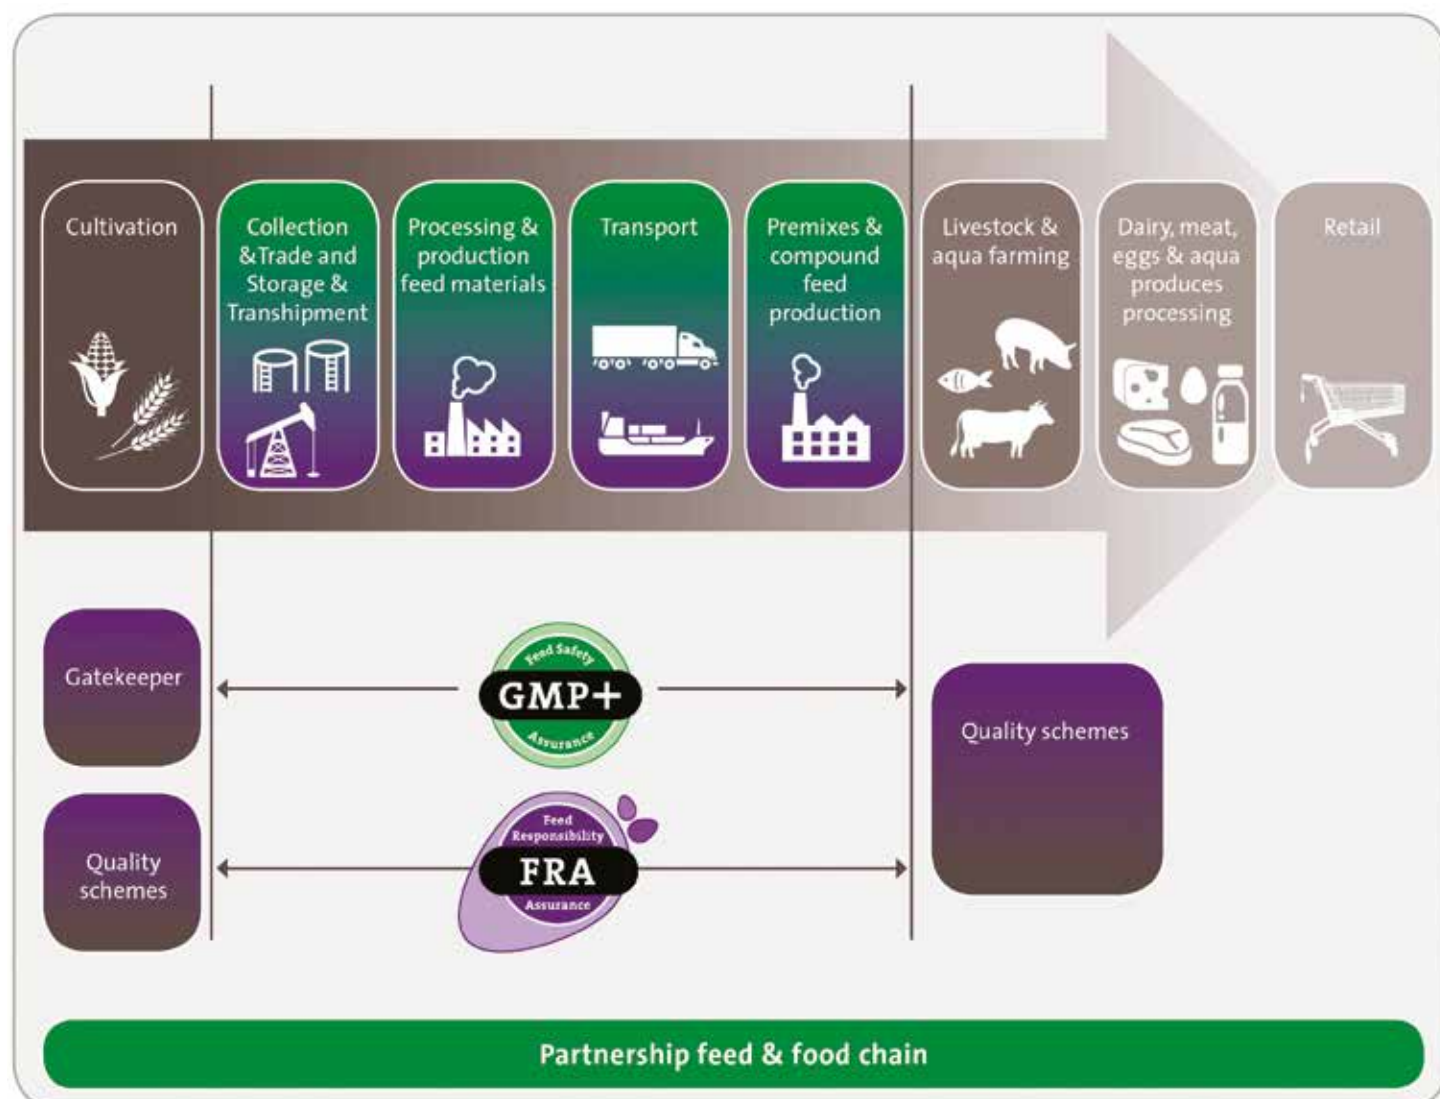 Cultivation
Collection
&Trade and
Storage &
Transhipment
Processing &
production
feed materials
Transport
Premixes &
compound
feed
production
Livestock &
aqua farming
Dairy, meat,
eggs & aqua
produces
processing
Retail
Gatekeeper
Feed Safety
GMP+
Assurance
Quality schemes
Quality
schemes
Feed
Responsibility
FRA
Assurance
Partnership feed & food chain